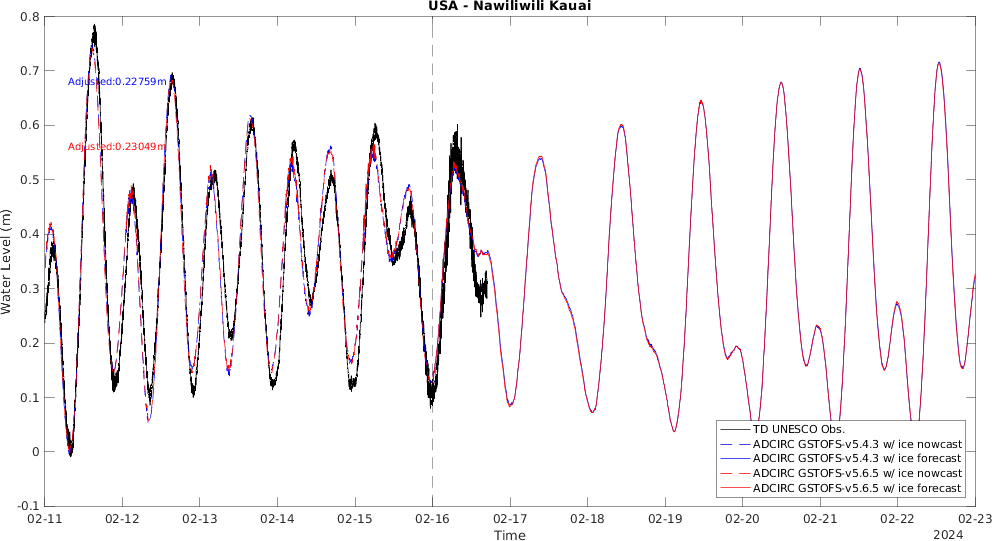 USA - Nawiliwili Kauai
0.8
0.7
0.6
0.5
0.4
0.3
0.2
0.1
0
-0.1
Water Level (m)
Adjusted:0.22759m
Adjusted:0.23049m
TD UNESCO Obs.
ADCIRC GSTOFS-v5.4.3 w/ ice nowcast
ADCIRC GSTOFS-v5.4.3 w/ ice forecast
ADCIRC GSTOFS-v5.6.5 w/ ice nowcast
ADCIRC GSTOFS-v5.6.5 w/ ice forecast
02-11 02-12 02-13 02-14 02-15 02-16 02-17 02-18 02-19 02-20 02-21 02-22 02-23
Time
2024